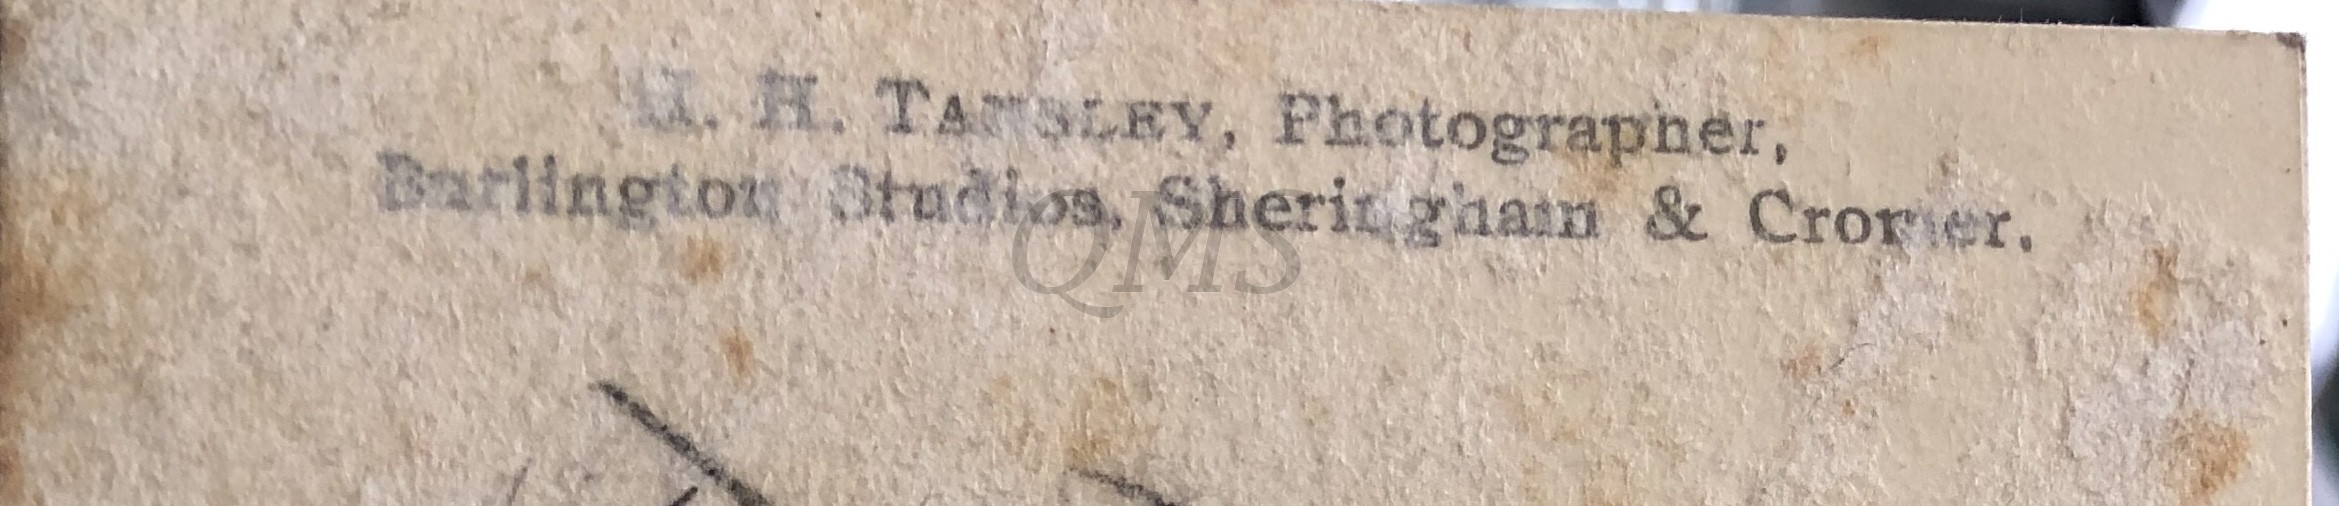 H. H. TANSLEY, Photographer,
Burlington Studios, Sheringham & Cromer.
QMS